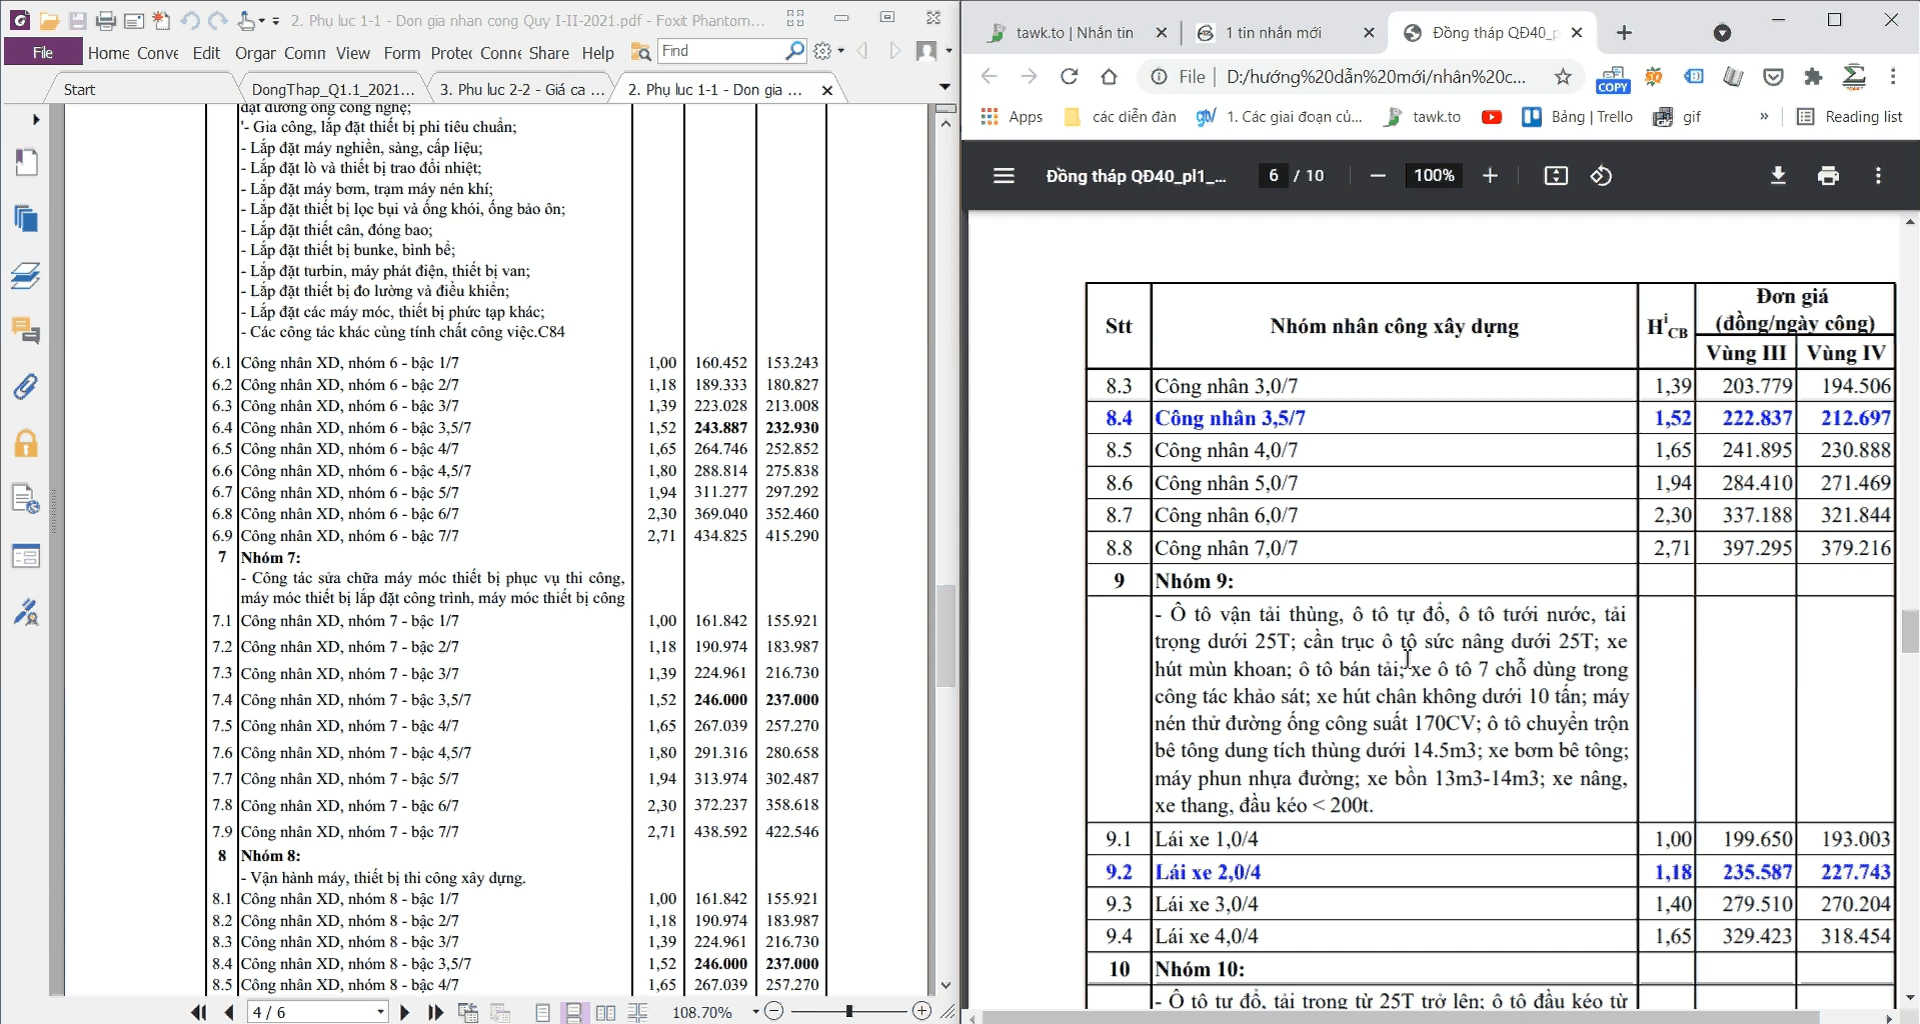 2. Phụ luc 1-1 - Don gia nhan cong Quy I-II-2021.pdf - Foxit Phantom...
File Home Conve Edit Organ Comn View Form Protec Conne Share Help Find
Start DongThap_Q1.1_2021... 3. Phu luc 2-2 - Giá ca ... 2. Phụ luc 1-1 - Don gia ...
đặt đường ống công nghệ;
'- Gia công, lắp đặt thiết bị phi tiêu chuẩn;
- Lắp đặt máy nghiền, sàng, cấp liệu;
- Lắp đặt lò và thiết bị trao đổi nhiệt;
- Lắp đặt máy bơm, trạm máy nén khí;
- Lắp đặt thiết bị lọc bụi và ống khói, ống bảo ôn;
- Lắp đặt thiết cân, đóng bao;
- Lắp đặt thiết bị bunke, bình bể;
- Lắp đặt turbin, máy phát điện, thiết bị van;
- Lắp đặt thiết bị đo lường và điều khiển;
- Lắp đặt các máy móc, thiết bị phức tạp khác;
- Các công tác khác cùng tính chất công việc.C84
6.1 Công nhân XD, nhóm 6 - bậc 1/7 1,00 160.452 153.243
6.2 Công nhân XD, nhóm 6 - bậc 2/7 1,18 189.333 180.827
6.3 Công nhân XD, nhóm 6 - bậc 3/7 1,39 223.028 213.008
6.4 Công nhân XD, nhóm 6 - bậc 3,5/7 1,52 243.887 232.930
6.5 Công nhân XD, nhóm 6 - bậc 4/7 1,65 264.746 252.852
6.6 Công nhân XD, nhóm 6 - bậc 4,5/7 1,80 288.814 275.838
6.7 Công nhân XD, nhóm 6 - bậc 5/7 1,94 311.277 297.292
6.8 Công nhân XD, nhóm 6 - bậc 6/7 2,30 369.040 352.460
6.9 Công nhân XD, nhóm 6 - bậc 7/7 2,71 434.825 415.290
7 Nhóm 7:
- Công tác sửa chữa máy móc thiết bị phục vụ thi công,
máy móc thiết bị lắp đặt công trình, máy móc thiết bị công
7.1 Công nhân XD, nhóm 7 - bậc 1/7 1,00 161.842 155.921
7.2 Công nhân XD, nhóm 7 - bậc 2/7 1,18 190.974 183.987
7.3 Công nhân XD, nhóm 7 - bậc 3/7 1,39 224.961 216.730
7.4 Công nhân XD, nhóm 7 - bậc 3,5/7 1,52 246.000 237.000
7.5 Công nhân XD, nhóm 7 - bậc 4/7 1,65 267.039 257.270
7.6 Công nhân XD, nhóm 7 - bậc 4,5/7 1,80 291.316 280.658
7.7 Công nhân XD, nhóm 7 - bậc 5/7 1,94 313.974 302.487
7.8 Công nhân XD, nhóm 7 - bậc 6/7 2,30 372.237 358.618
7.9 Công nhân XD, nhóm 7 - bậc 7/7 2,71 438.592 422.546
8 Nhóm 8:
- Vận hành máy, thiết bị thi công xây dựng.
8.1 Công nhân XD, nhóm 8 - bậc 1/7 1,00 161.842 155.921
8.2 Công nhân XD, nhóm 8 - bậc 2/7 1,18 190.974 183.987
8.3 Công nhân XD, nhóm 8 - bậc 3/7 1,39 224.961 216.730
8.4 Công nhân XD, nhóm 8 - bậc 3,5/7 1,52 246.000 237.000
8.5 Công nhân XD, nhóm 8 - bậc 4/7 1,65 267.039 257.270
4 / 6 108.70%
tawk.to | Nhắn tin 1 tin nhắn mới Đồng tháp QĐ40_p
File | D:/hướng%20dẫn%20mới/nhân%20c... COPY
Apps các diễn đàn gtv 1. Các giai đoạn củ... tawk.to Bảng | Trello gif » Reading list
Đồng tháp QĐ40_pl1_... 6 / 10 100%
Stt Nhóm nhân công xây dựng HⁱCB Đơn giá
(đồng/ngày công)
Vùng III Vùng IV
8.3 Công nhân 3,0/7 1,39 203.779 194.506
8.4 Công nhân 3,5/7 1,52 222.837 212.697
8.5 Công nhân 4,0/7 1,65 241.895 230.888
8.6 Công nhân 5,0/7 1,94 284.410 271.469
8.7 Công nhân 6,0/7 2,30 337.188 321.844
8.8 Công nhân 7,0/7 2,71 397.295 379.216
9 Nhóm 9:
- Ô tô vận tải thùng, ô tô tự đổ, ô tô tưới nước, tải
trọng dưới 25T; cần trục ô tô sức nâng dưới 25T; xe
hút mùn khoan; ô tô bán tải; xe ô tô 7 chỗ dùng trong
công tác khảo sát; xe hút chân không dưới 10 tấn; máy
nén thử đường ống công suất 170CV; ô tô chuyển trộn
bê tông dung tích thùng dưới 14.5m3; xe bơm bê tông;
máy phun nhựa đường; xe bồn 13m3-14m3; xe nâng,
xe thang, đầu kéo < 200t.
9.1 Lái xe 1,0/4 1,00 199.650 193.003
9.2 Lái xe 2,0/4 1,18 235.587 227.743
9.3 Lái xe 3,0/4 1,40 279.510 270.204
9.4 Lái xe 4,0/4 1,65 329.423 318.454
10 Nhóm 10:
- Ô tô tự đổ, tải trọng từ 25T trở lên; ô tô đầu kéo từ